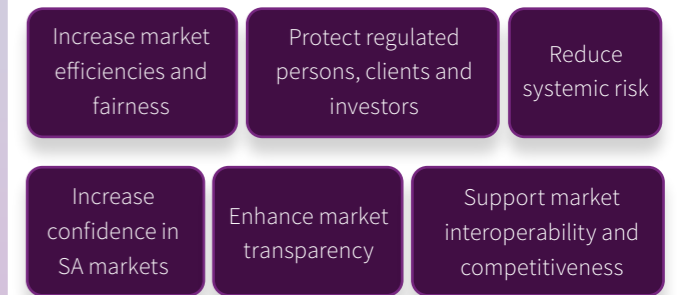 Increase market
efficiencies and
fairness
Protect regulated
persons, clients and
investors
Reduce
systemic risk
Increase
confidence in
SA markets
Enhance market
transparency
Support market
interoperability and
competitiveness